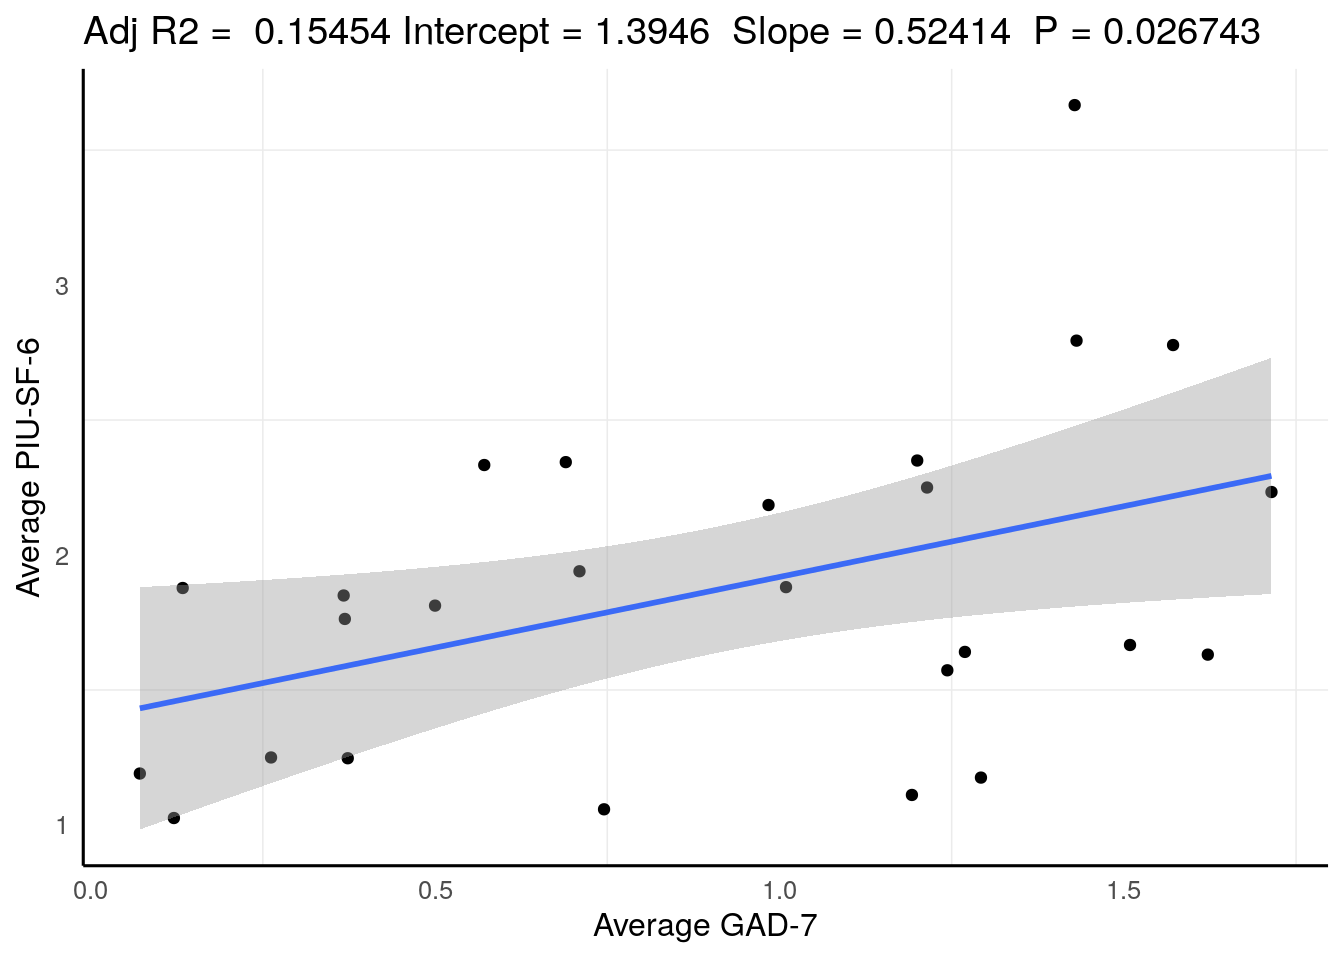 Adj R2 =  0.15454 Intercept = 1.3946  Slope = 0.52414  P = 0.026743
Average PIU-SF-6
3
2
1
0.0 0.5 1.0 1.5
Average GAD-7